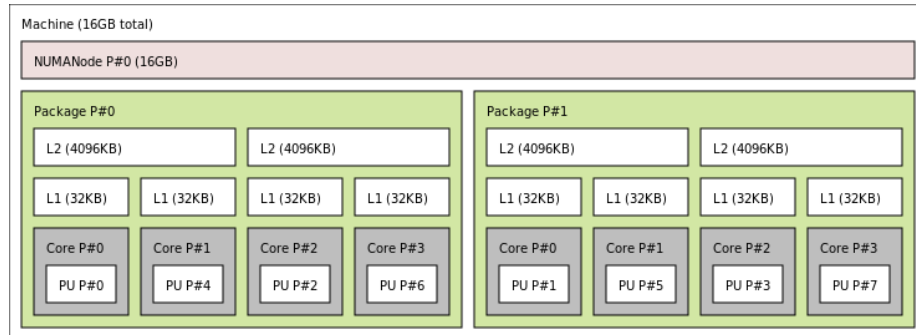 Machine (16GB total)
NUMANode P#0 (16GB)
Package P#0
L2 (4096KB)
L2 (4096KB)
L1 (32KB)
L1 (32KB)
L1 (32KB)
L1 (32KB)
Core P#0
Core P#1
Core P#2
Core P#3
PU P#0
PU P#4
PU P#2
PU P#6
Package P#1
L2 (4096KB)
L2 (4096KB)
L1 (32KB)
L1 (32KB)
L1 (32KB)
L1 (32KB)
Core P#0
Core P#1
Core P#2
Core P#3
PU P#1
PU P#5
PU P#3
PU P#7